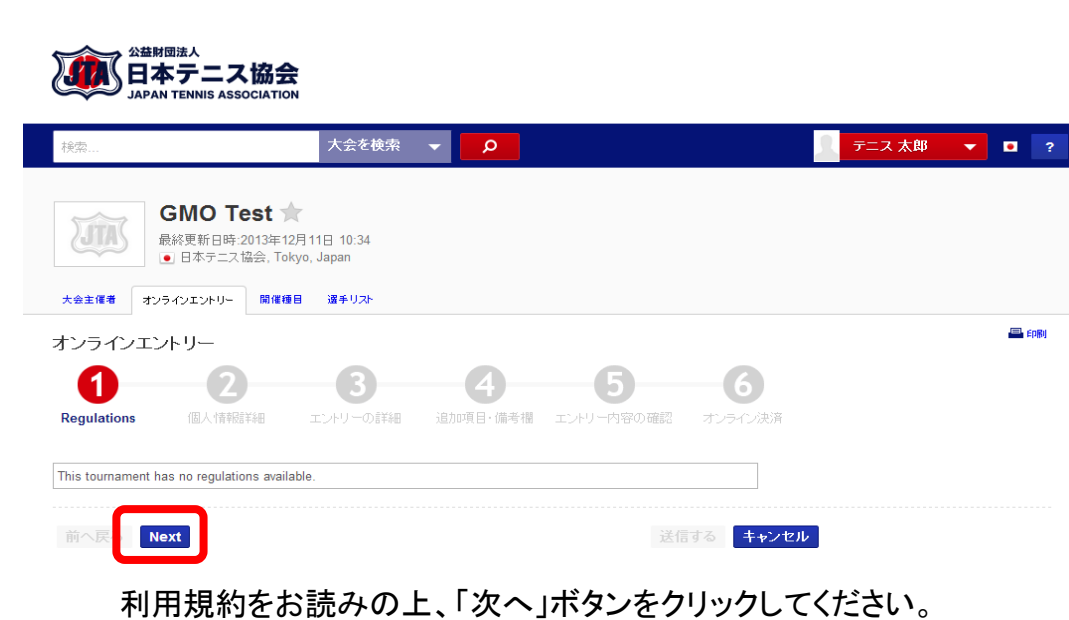 公益財団法人
JTA 日本テニス協会
JAPAN TENNIS ASSOCIATION
検索... 大会を検索 テニス 太郎 ?
JTA GMO Test
最終更新日時:2013年12月11日 10:34
日本テニス協会, Tokyo, Japan
大会主催者 オンラインエントリー 開催種目 選手リスト
印刷
オンラインエントリー
1 2 3 4 5 6
Regulations 個人情報詳細 エントリーの詳細 追加項目・備考欄 エントリー内容の確認 オンライン決済
This tournament has no regulations available.
前へ戻る Next 送信する キャンセル
利用規約をお読みの上、「次へ」ボタンをクリックしてください。